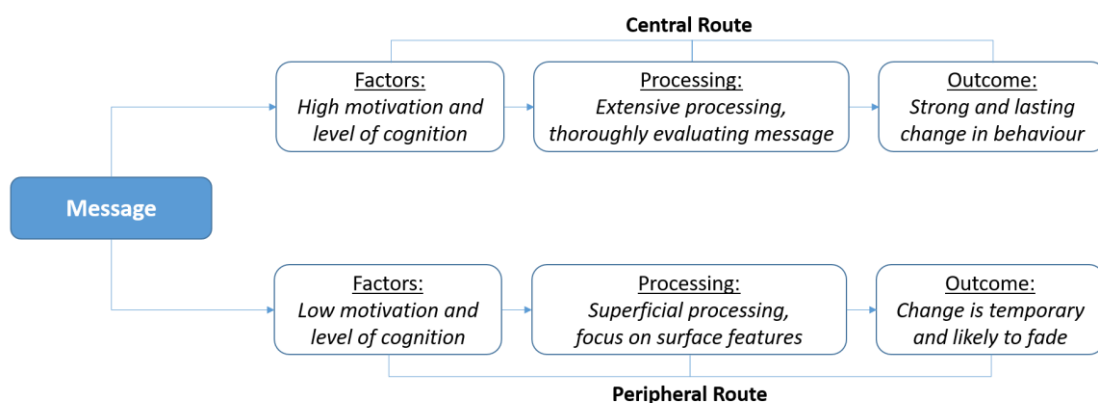 Central Route
Factors:
High motivation and
level of cognition
Processing:
Extensive processing,
thoroughly evaluating message
Outcome:
Strong and lasting
change in behaviour
Message
Factors:
Low motivation and
level of cognition
Processing:
Superficial processing,
focus on surface features
Outcome:
Change is temporary
and likely to fade
Peripheral Route